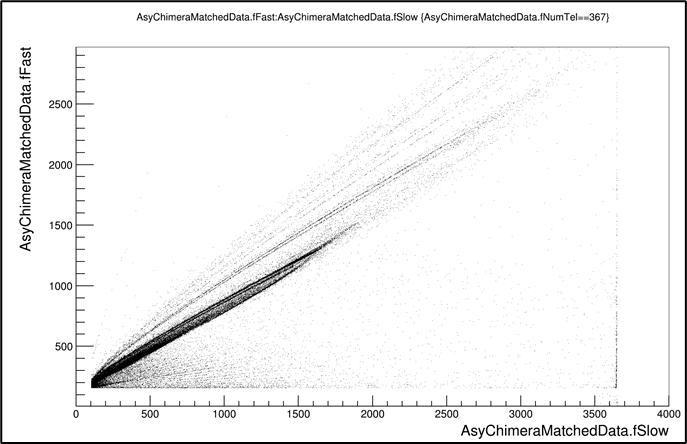 AsyChimeraMatchedData.fFast:AsyChimeraMatchedData.fSlow {AsyChimeraMatchedData.fNumTel==367}
AsyChimeraMatchedData.fFast
2500
2000
1500
1000
500
0 500 1000 1500 2000 2500 3000 3500 4000
AsyChimeraMatchedData.fSlow